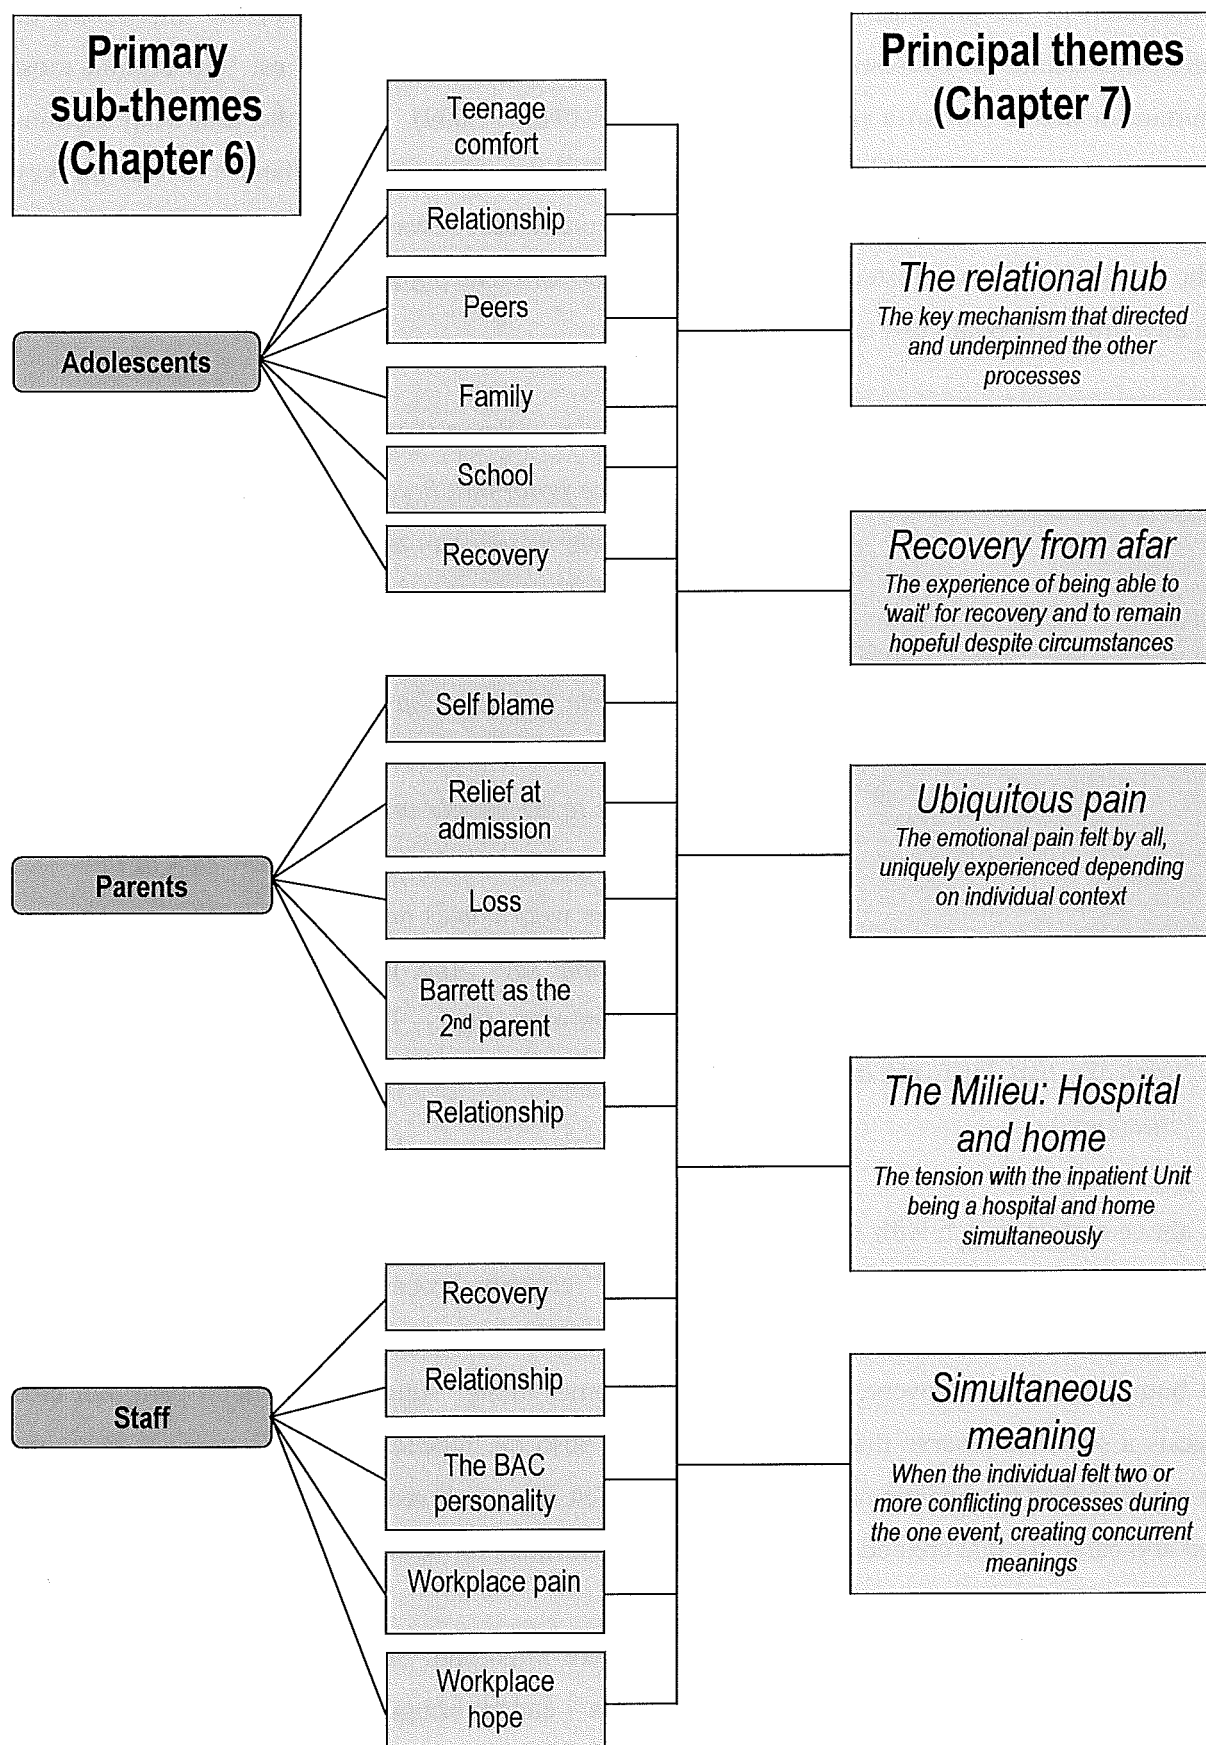 Primary
sub-themes
(Chapter 6)
Adolescents
Teenage
comfort
Relationship
Peers
Family
School
Recovery
Parents
Self blame
Relief at
admission
Loss
Barrett as the
2nd parent
Relationship
Staff
Recovery
Relationship
The BAC
personality
Workplace pain
Workplace
hope
Principal themes
(Chapter 7)
The relational hub
The key mechanism that directed
and underpinned the other
processes
Recovery from afar
The experience of being able to
'wait' for recovery and to remain
hopeful despite circumstances
Ubiquitous pain
The emotional pain felt by all,
uniquely experienced depending
on individual context
The Milieu: Hospital
and home
The tension with the inpatient Unit
being a hospital and home
simultaneously
Simultaneous
meaning
When the individual felt two or
more conflicting processes during
the one event, creating concurrent
meanings